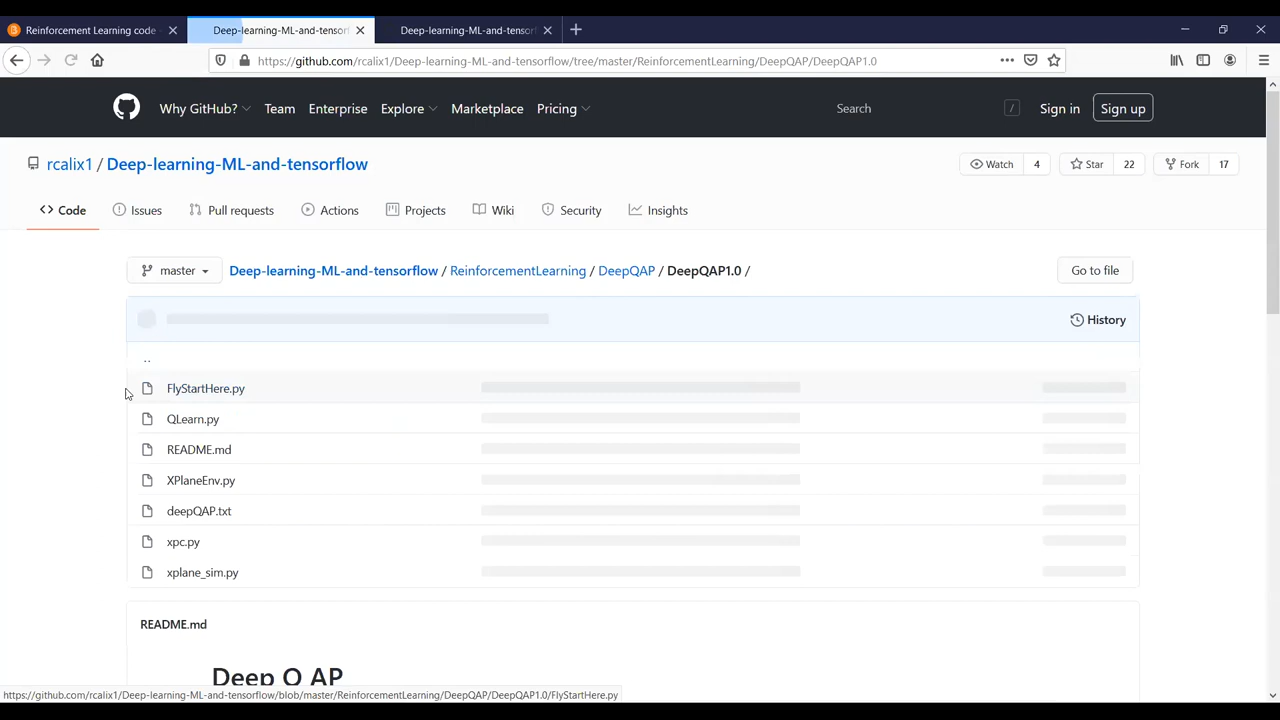 Reinforcement Learning code
Deep-learning-ML-and-tensorf
Deep-learning-ML-and-tensorf
https://github.com/rcalix1/Deep-learning-ML-and-tensorflow/tree/master/ReinforcementLearning/DeepQAP/DeepQAP1.0
Why GitHub? Team Enterprise Explore Marketplace Pricing Search / Sign in Sign up
rcalix1 / Deep-learning-ML-and-tensorflow
Watch 4 Star 22 Fork 17
Code Issues Pull requests Actions Projects Wiki Security Insights
master Deep-learning-ML-and-tensorflow / ReinforcementLearning / DeepQAP / DeepQAP1.0 / Go to file
History
..
FlyStartHere.py
QLearn.py
README.md
XPlaneEnv.py
deepQAP.txt
xpc.py
xplane_sim.py
README.md
Deep Q AP
https://github.com/rcalix1/Deep-learning-ML-and-tensorflow/blob/master/ReinforcementLearning/DeepQAP/DeepQAP1.0/FlyStartHere.py